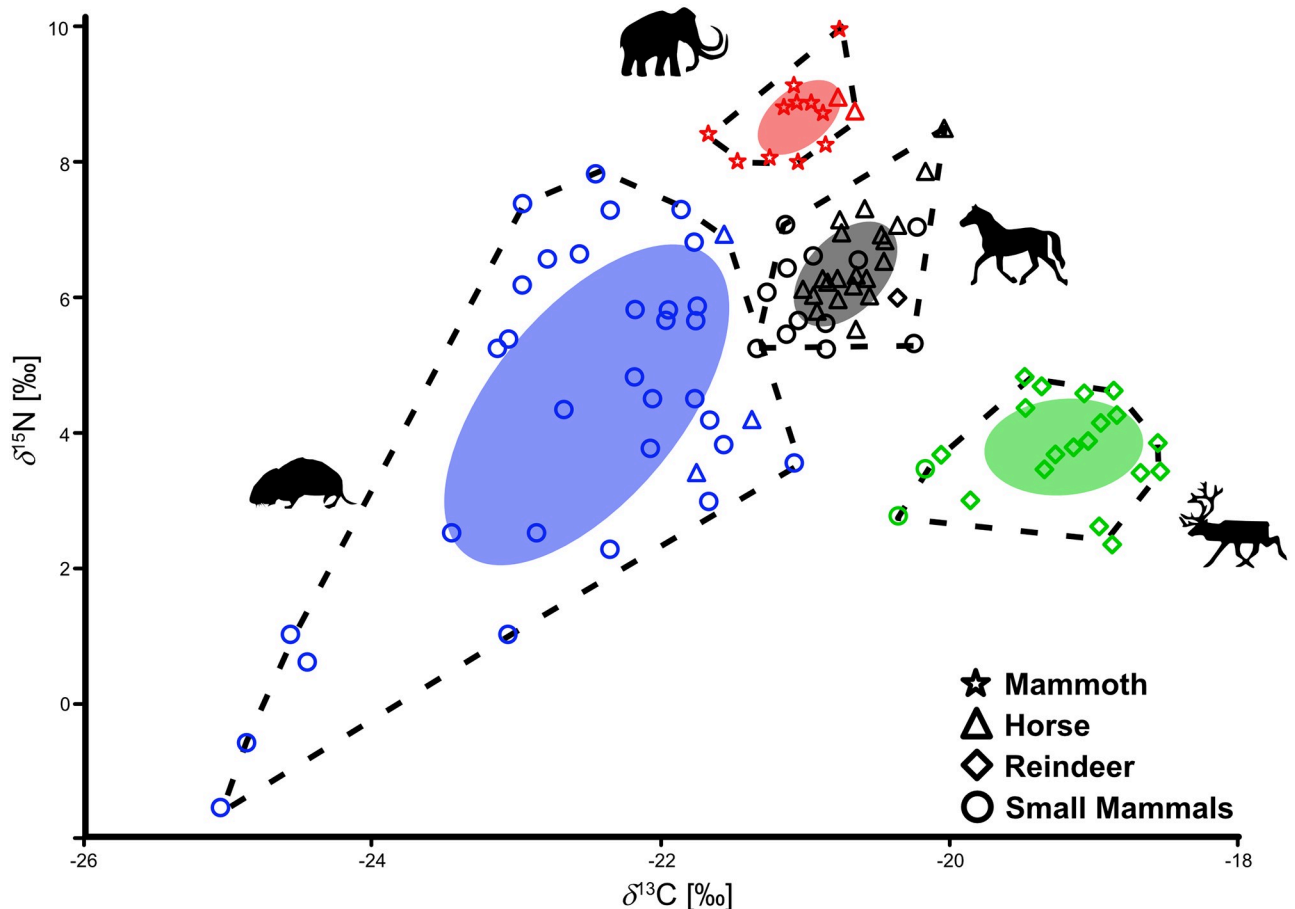 10
8
6
4
2
0
δ15N [‰]
-26
-24
-22
-20
-18
δ13C [‰]
Mammoth
Horse
Reindeer
Small Mammals